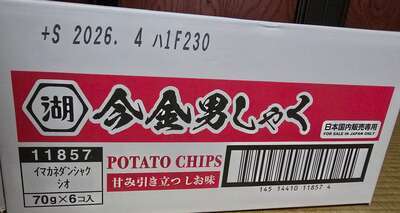 +S 2026. 4 ハ1F230
湖
今金男しゃく
日本国内販売専用
FOR SALE IN JAPAN ONLY
11857
イマカネダンシャク
シオ
70g×6コ入
POTATO CHIPS
甘み引き立つしお味
145 14410 11857 4